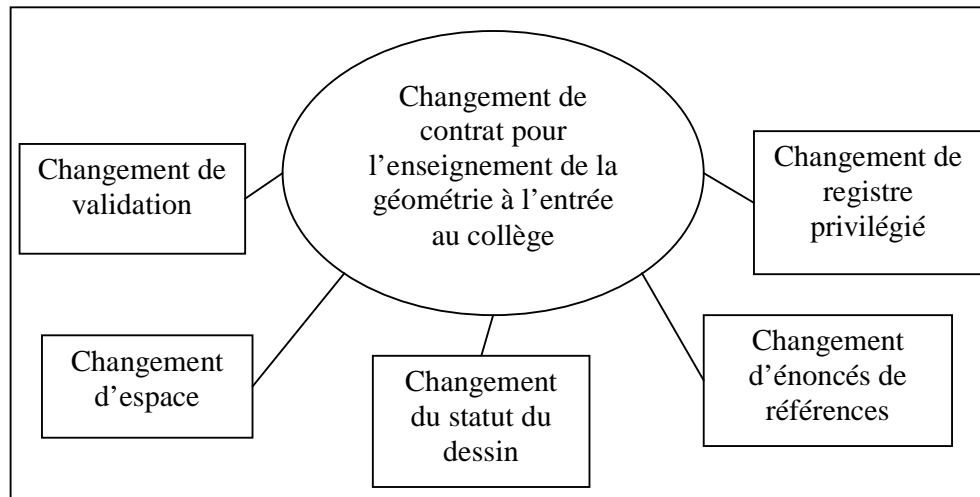 Changement de
contrat pour
l’enseignement de la
géométrie à l’entrée
au collège
Changement de
validation
Changement de
registre
privilégié
Changement
d’espace
Changement
du statut du
dessin
Changement
d’énoncés de
références